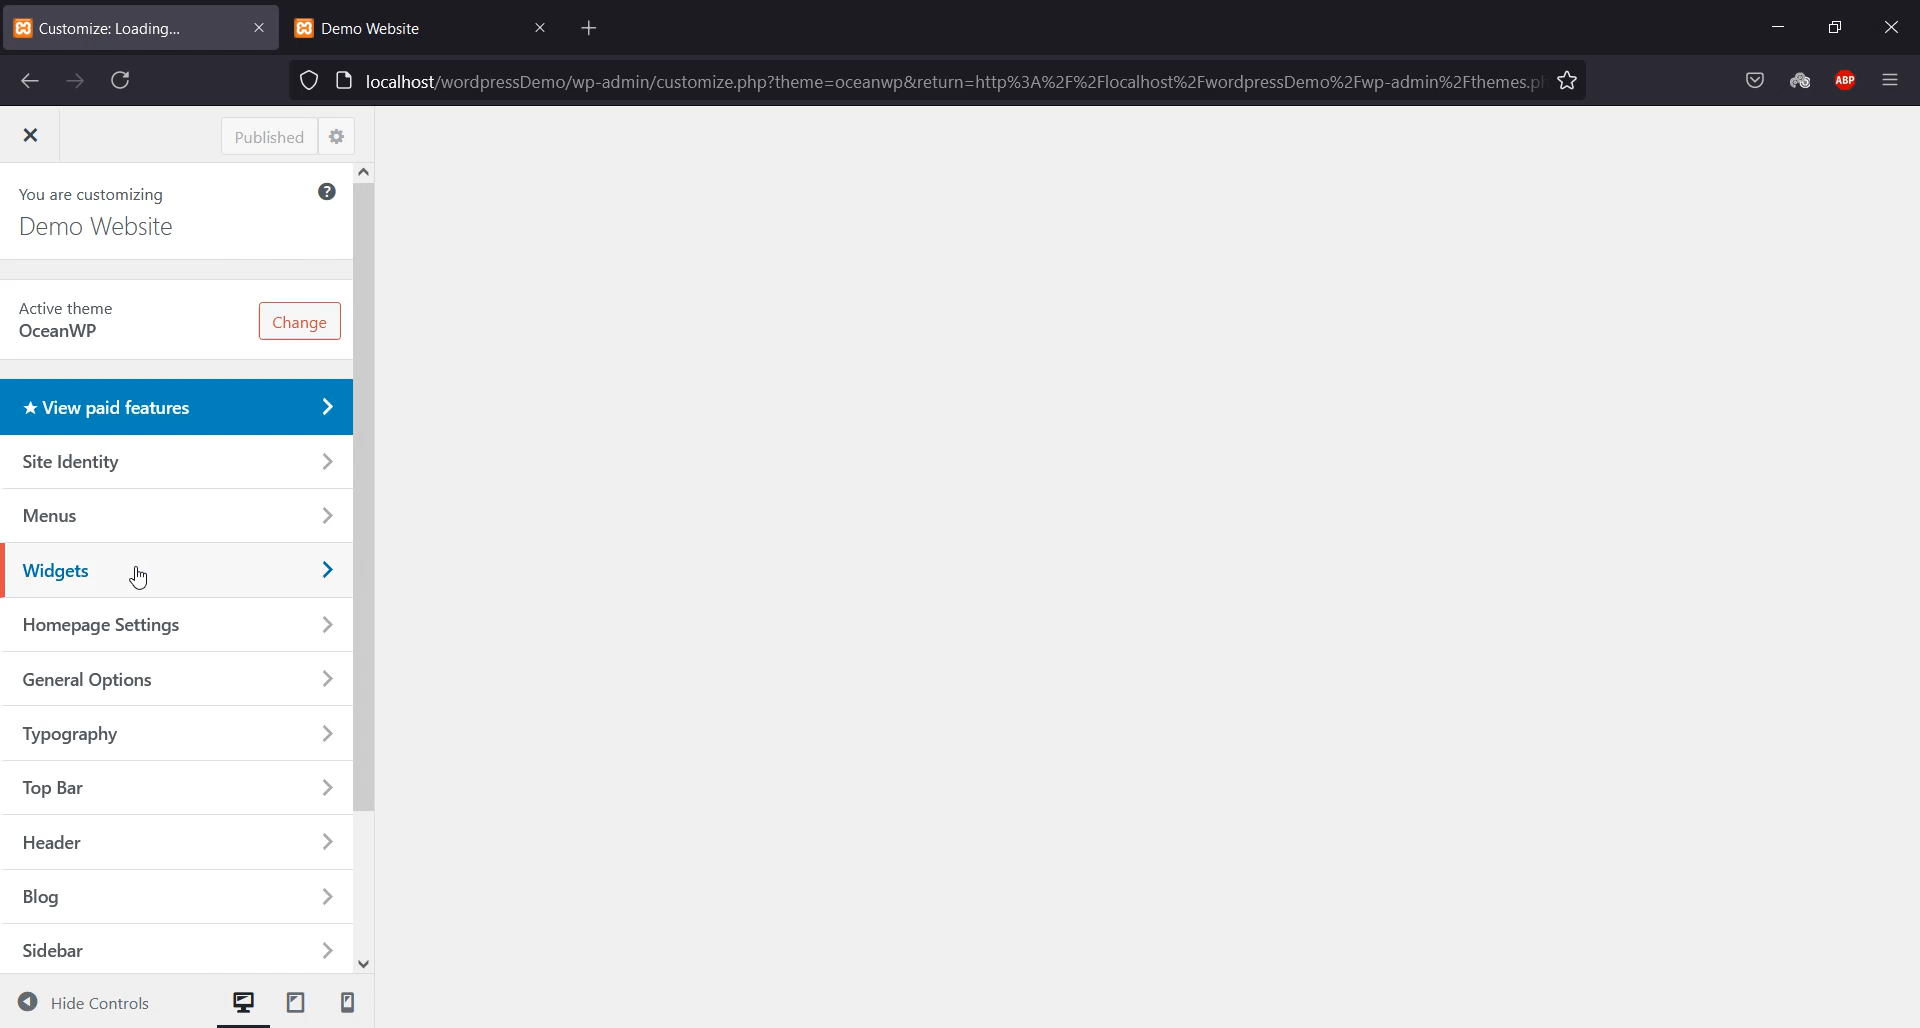 Customize: Loading...
Demo Website
localhost/wordpressDemo/wp-admin/customize.php?theme=oceanwp&return=http%3A%2F%2Flocalhost%2FwordpressDemo%2Fwp-admin%2Fthemes.ph
ABP
Published
You are customizing
Demo Website
Active theme
OceanWP
Change
★ View paid features
Site Identity
Menus
Widgets
Homepage Settings
General Options
Typography
Top Bar
Header
Blog
Sidebar
Hide Controls